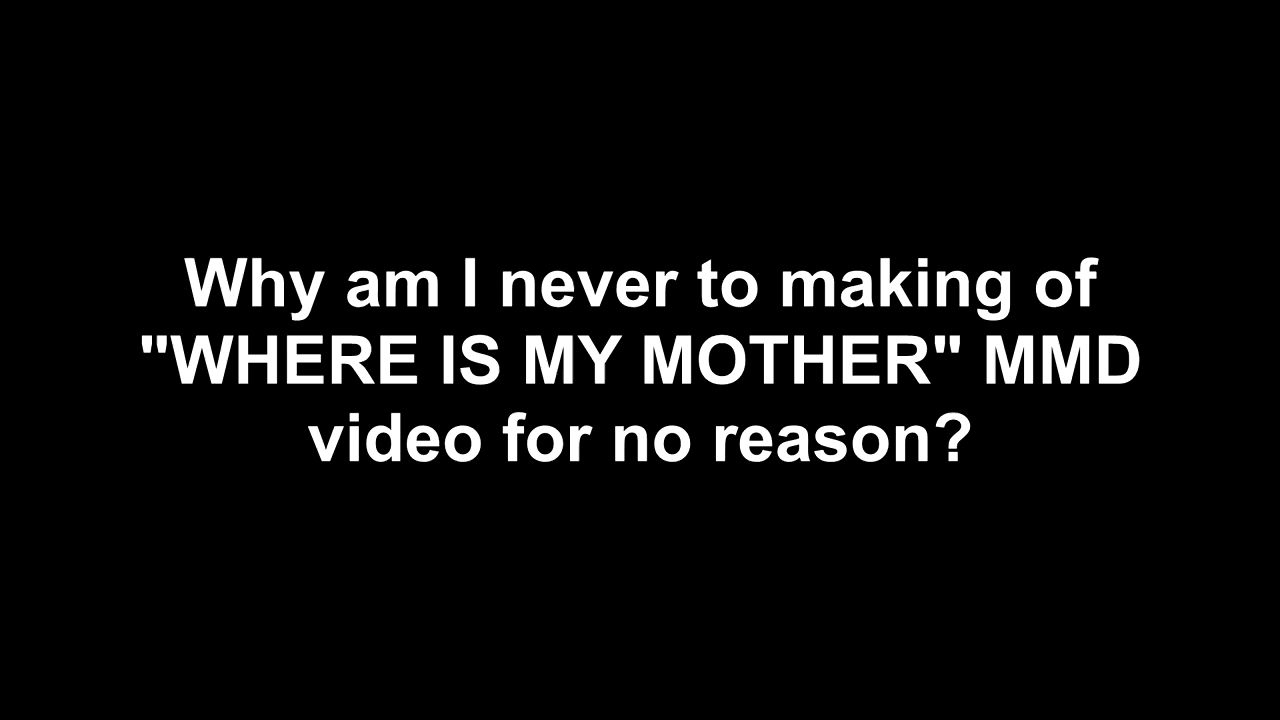 Why am I never to making of
"WHERE IS MY MOTHER" MMD
video for no reason?